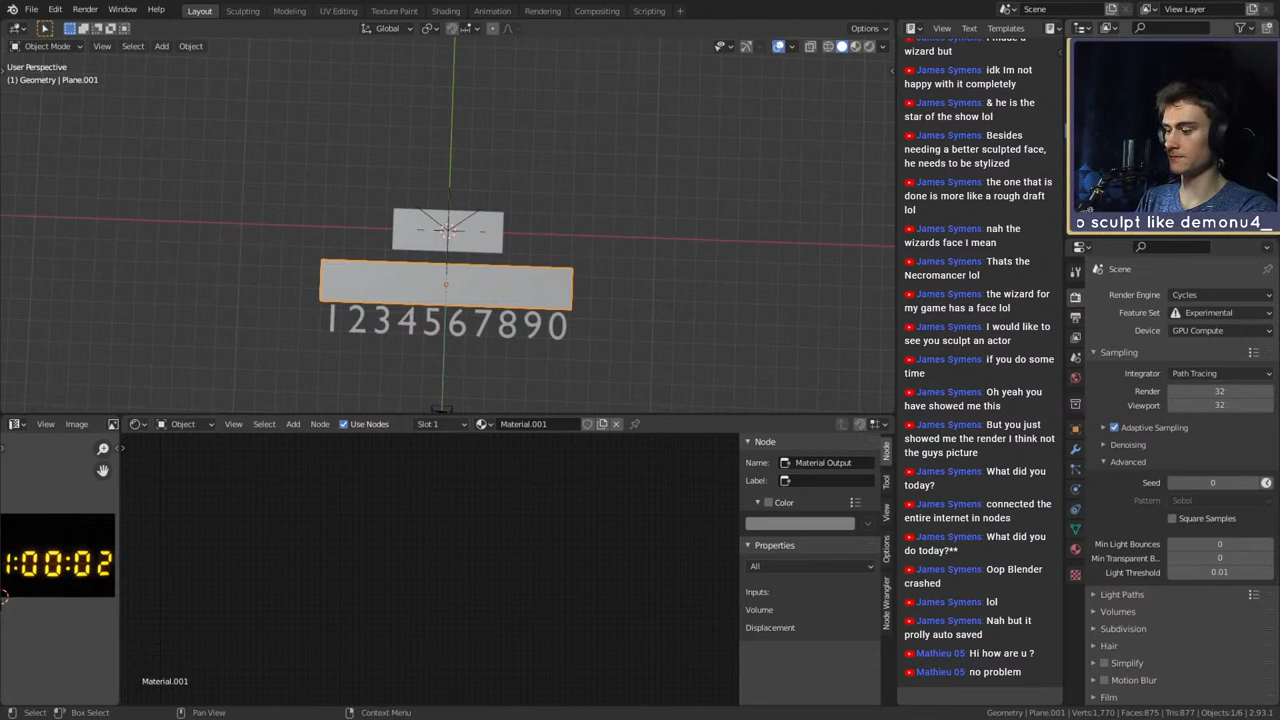 File Edit Render Window Help Layout Sculpting Modeling UV Editing Texture Paint Shading Animation Rendering Compositing Scripting Scene View Layer
Global Options
Object Mode View Select Add Object
View Text Templates
User Perspective
(1) Geometry | Plane.001
1234567890
View Image
Object View Select Add Node Use Nodes Slot 1 Material.001
1:00:02
Material.001
Node
Name: Material Output
Label:
Color
Properties
All
Inputs:
Volume
Displacement
Node
Tool
View
Options
Node Wrangler
James Symens: I made a
wizard but
James Symens: idk Im not
happy with it completely
James Symens: & he is the
star of the show lol
James Symens: Besides
needing a better sculpted face,
he needs to be stylized
James Symens: the one that is
done is more like a rough draft
lol
James Symens: nah the
wizards face I mean
James Symens: Thats the
Necromancer lol
James Symens: the wizard for
my game has a face lol
James Symens: I would like to
see you sculpt an actor
James Symens: if you do some
time
James Symens: Oh yeah you
have showed me this
James Symens: But you just
showed me the render I think not
the guys picture
James Symens: What did you
today?
James Symens: connected the
entire internet in nodes
James Symens: What did you
do today?**
James Symens: Oop Blender
crashed
James Symens: lol
James Symens: Nah but it
prolly auto saved
Mathieu 05: Hi how are u ?
Mathieu 05: no problem
o sculpt like demonu4_
Scene
Render Engine Cycles
Feature Set Experimental
Device GPU Compute
Sampling
Integrator Path Tracing
Render 32
Viewport 32
Adaptive Sampling
Denoising
Advanced
Seed 0
Pattern Sobol
Square Samples
Min Light Bounces 0
Min Transparent B... 0
Light Threshold 0.01
Light Paths
Volumes
Subdivision
Hair
Simplify
Motion Blur
Film
Select Box Select Pan View Context Menu Geometry | Plane.001 | Verts:1,770 | Faces:875 | Tris:877 | Objects:1/6 | 2.93.1